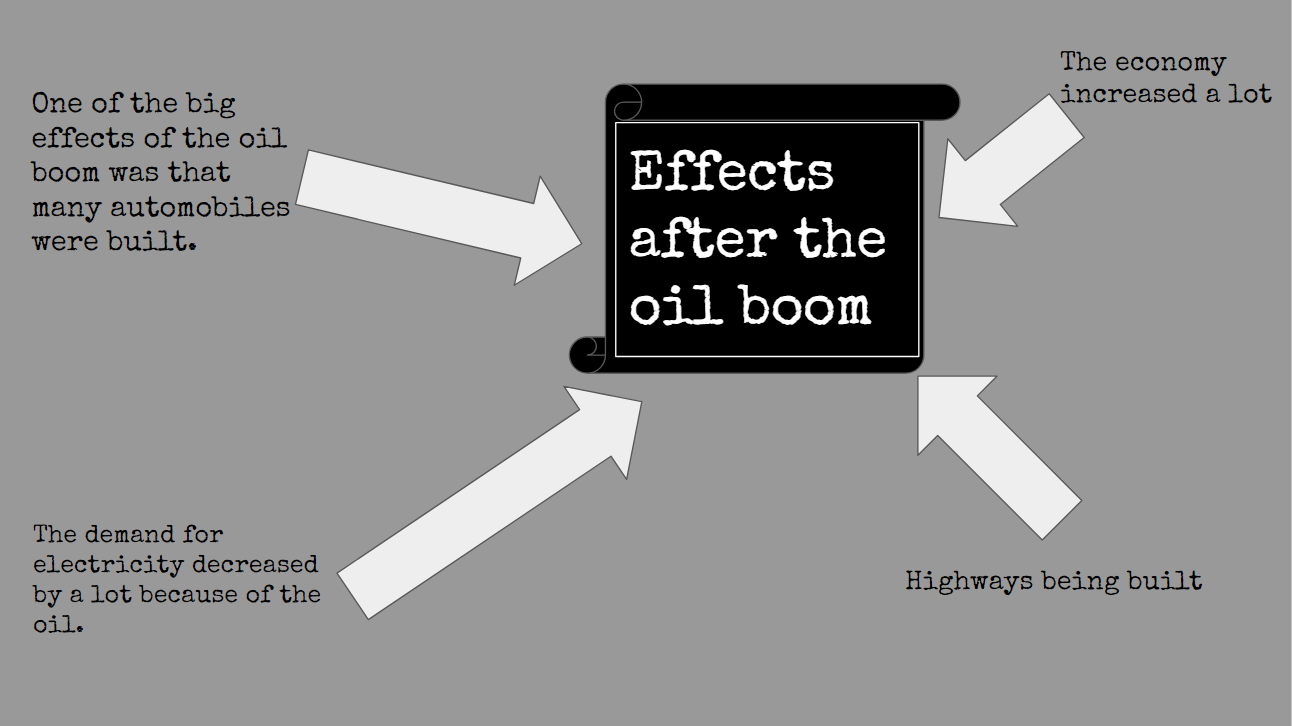 One of the big
effects of the oil
boom was that
many automobiles
were built.
The economy
increased a lot
Effects
after the
oil boom
The demand for
electricity decreased
by a lot because of the
oil.
Highways being built